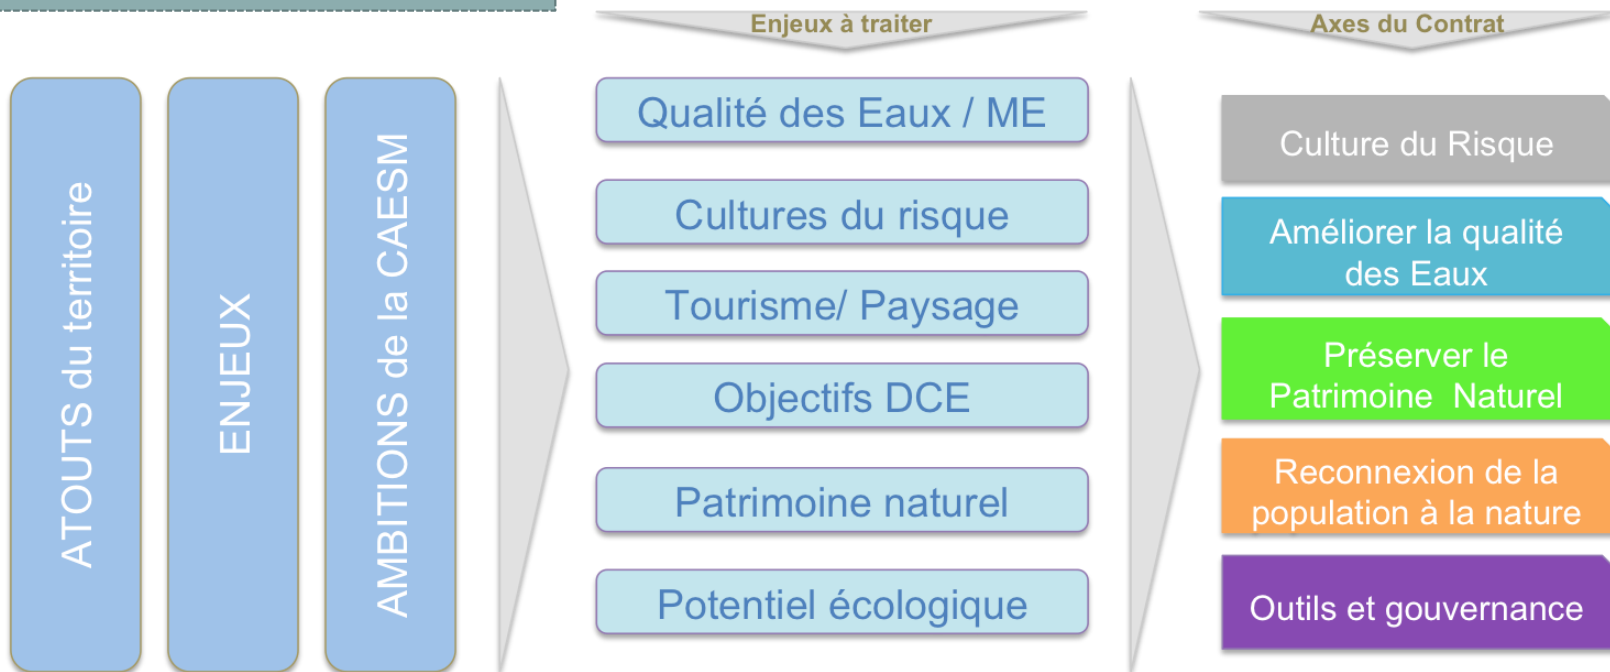 Enjeux à traiter
Axes du Contrat
ATOUTS du territoire
ENJEUX
AMBITIONS de la CAESM
Qualité des Eaux / ME
Cultures du risque
Tourisme/ Paysage
Objectifs DCE
Patrimoine naturel
Potentiel écologique
Culture du Risque
Améliorer la qualité
des Eaux
Préserver le
Patrimoine  Naturel
Reconnexion de la
population à la nature
Outils et gouvernance